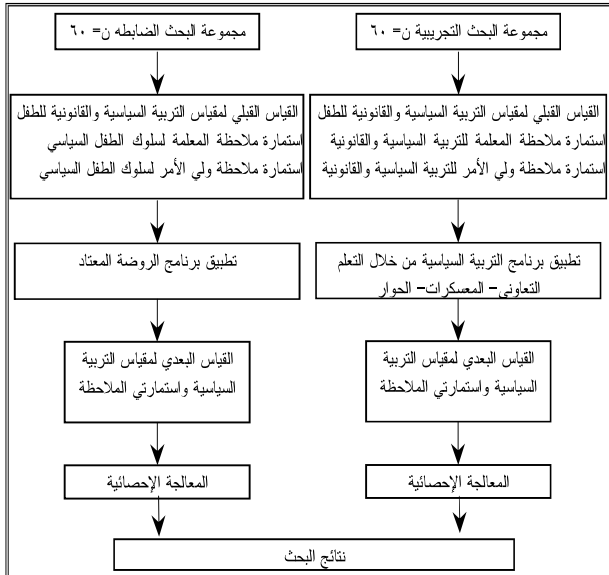 مجموعة البحث التجريبية ن= ٦٠
مجموعة البحث الضابطه ن= ٦٠
القياس القبلي لمقياس التربية السياسية والقانونية للطفل
استمارة ملاحظة المعلمة للتربية السياسية والقانونية
استمارة ملاحظة ولي الأمر للتربية السياسية والقانونية
القياس القبلي لمقياس التربية السياسية والقانونية للطفل
استمارة ملاحظة المعلمة لسلوك الطفل السياسي
استمارة ملاحظة ولي الأمر لسلوك الطفل السياسي
تطبيق برنامج التربية السياسية من خلال التعلم
التعاونى– المعسكرات– الحوار
تطبيق برنامج الروضة المعتاد
القياس البعدي لمقياس التربية
السياسية واستمارتي الملاحظة
القياس البعدي لمقياس التربية
السياسية واستمارتي الملاحظة
المعالجة الإحصائية
المعالجة الإحصائية
نتائج البحث